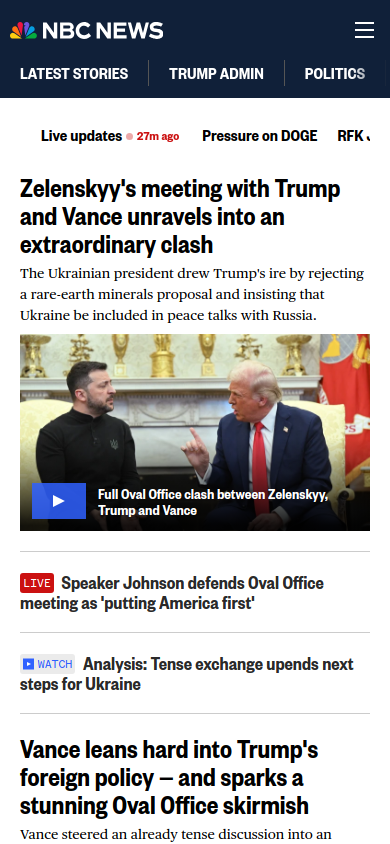 NBC NEWS
LATEST STORIES
TRUMP ADMIN
POLITICS
Live updates
27m ago
Pressure on DOGE
RFK
Zelenskyy's meeting with Trump
and Vance unravels into an
extraordinary clash
The Ukrainian president drew Trump's ire by rejecting
a rare-earth minerals proposal and insisting that
Ukraine be included in peace talks with Russia.
Full Oval Office clash between Zelenskyy,
Trump and Vance
LIVE Speaker Johnson defends Oval Office
meeting as 'putting America first'
WATCH Analysis: Tense exchange upends next
steps for Ukraine
Vance leans hard into Trump's
foreign policy — and sparks a
stunning Oval Office skirmish
Vance steered an already tense discussion into an